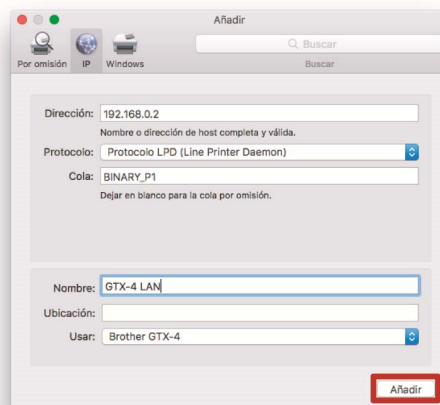 Añadir
Buscar
Por omisión IP Windows Buscar
Dirección: 192.168.0.2
Nombre o dirección de host completa y válida.
Protocolo: Protocolo LPD (Line Printer Daemon)
Cola: BINARY_P1
Dejar en blanco para la cola por omisión.
Nombre: GTX-4 LAN
Ubicación:
Usar: Brother GTX-4
Añadir